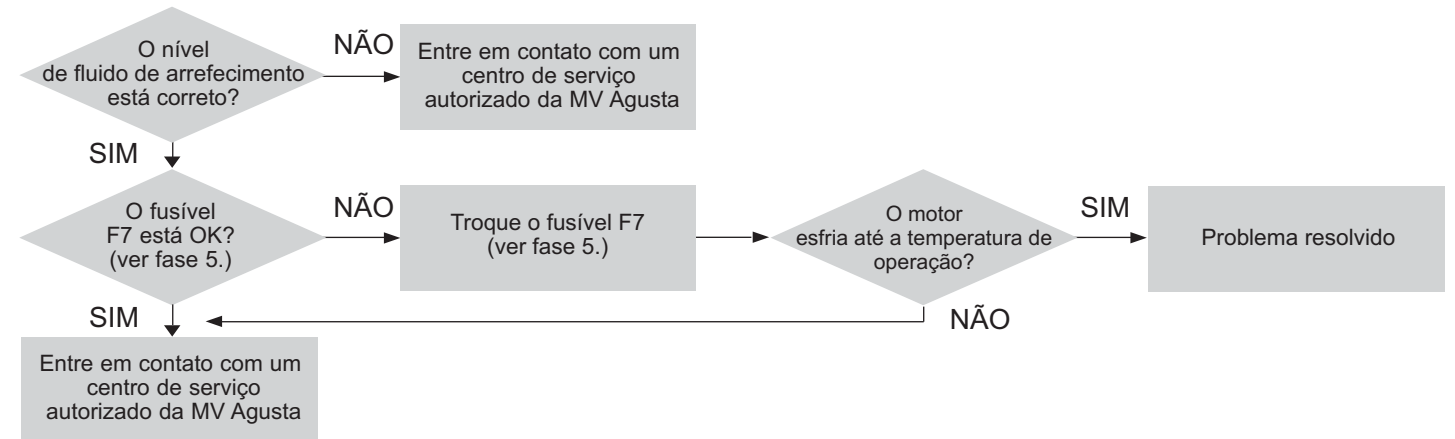 O nível
de fluido de arrefecimento
está correto?
NÃO
Entre em contato com um
centro de serviço
autorizado da MV Agusta
SIM
O fusível
F7 está OK?
(ver fase 5.)
NÃO
Troque o fusível F7
(ver fase 5.)
O motor
esfria até a temperatura de
operação?
SIM
Problema resolvido
SIM
NÃO
Entre em contato com um
centro de serviço
autorizado da MV Agusta